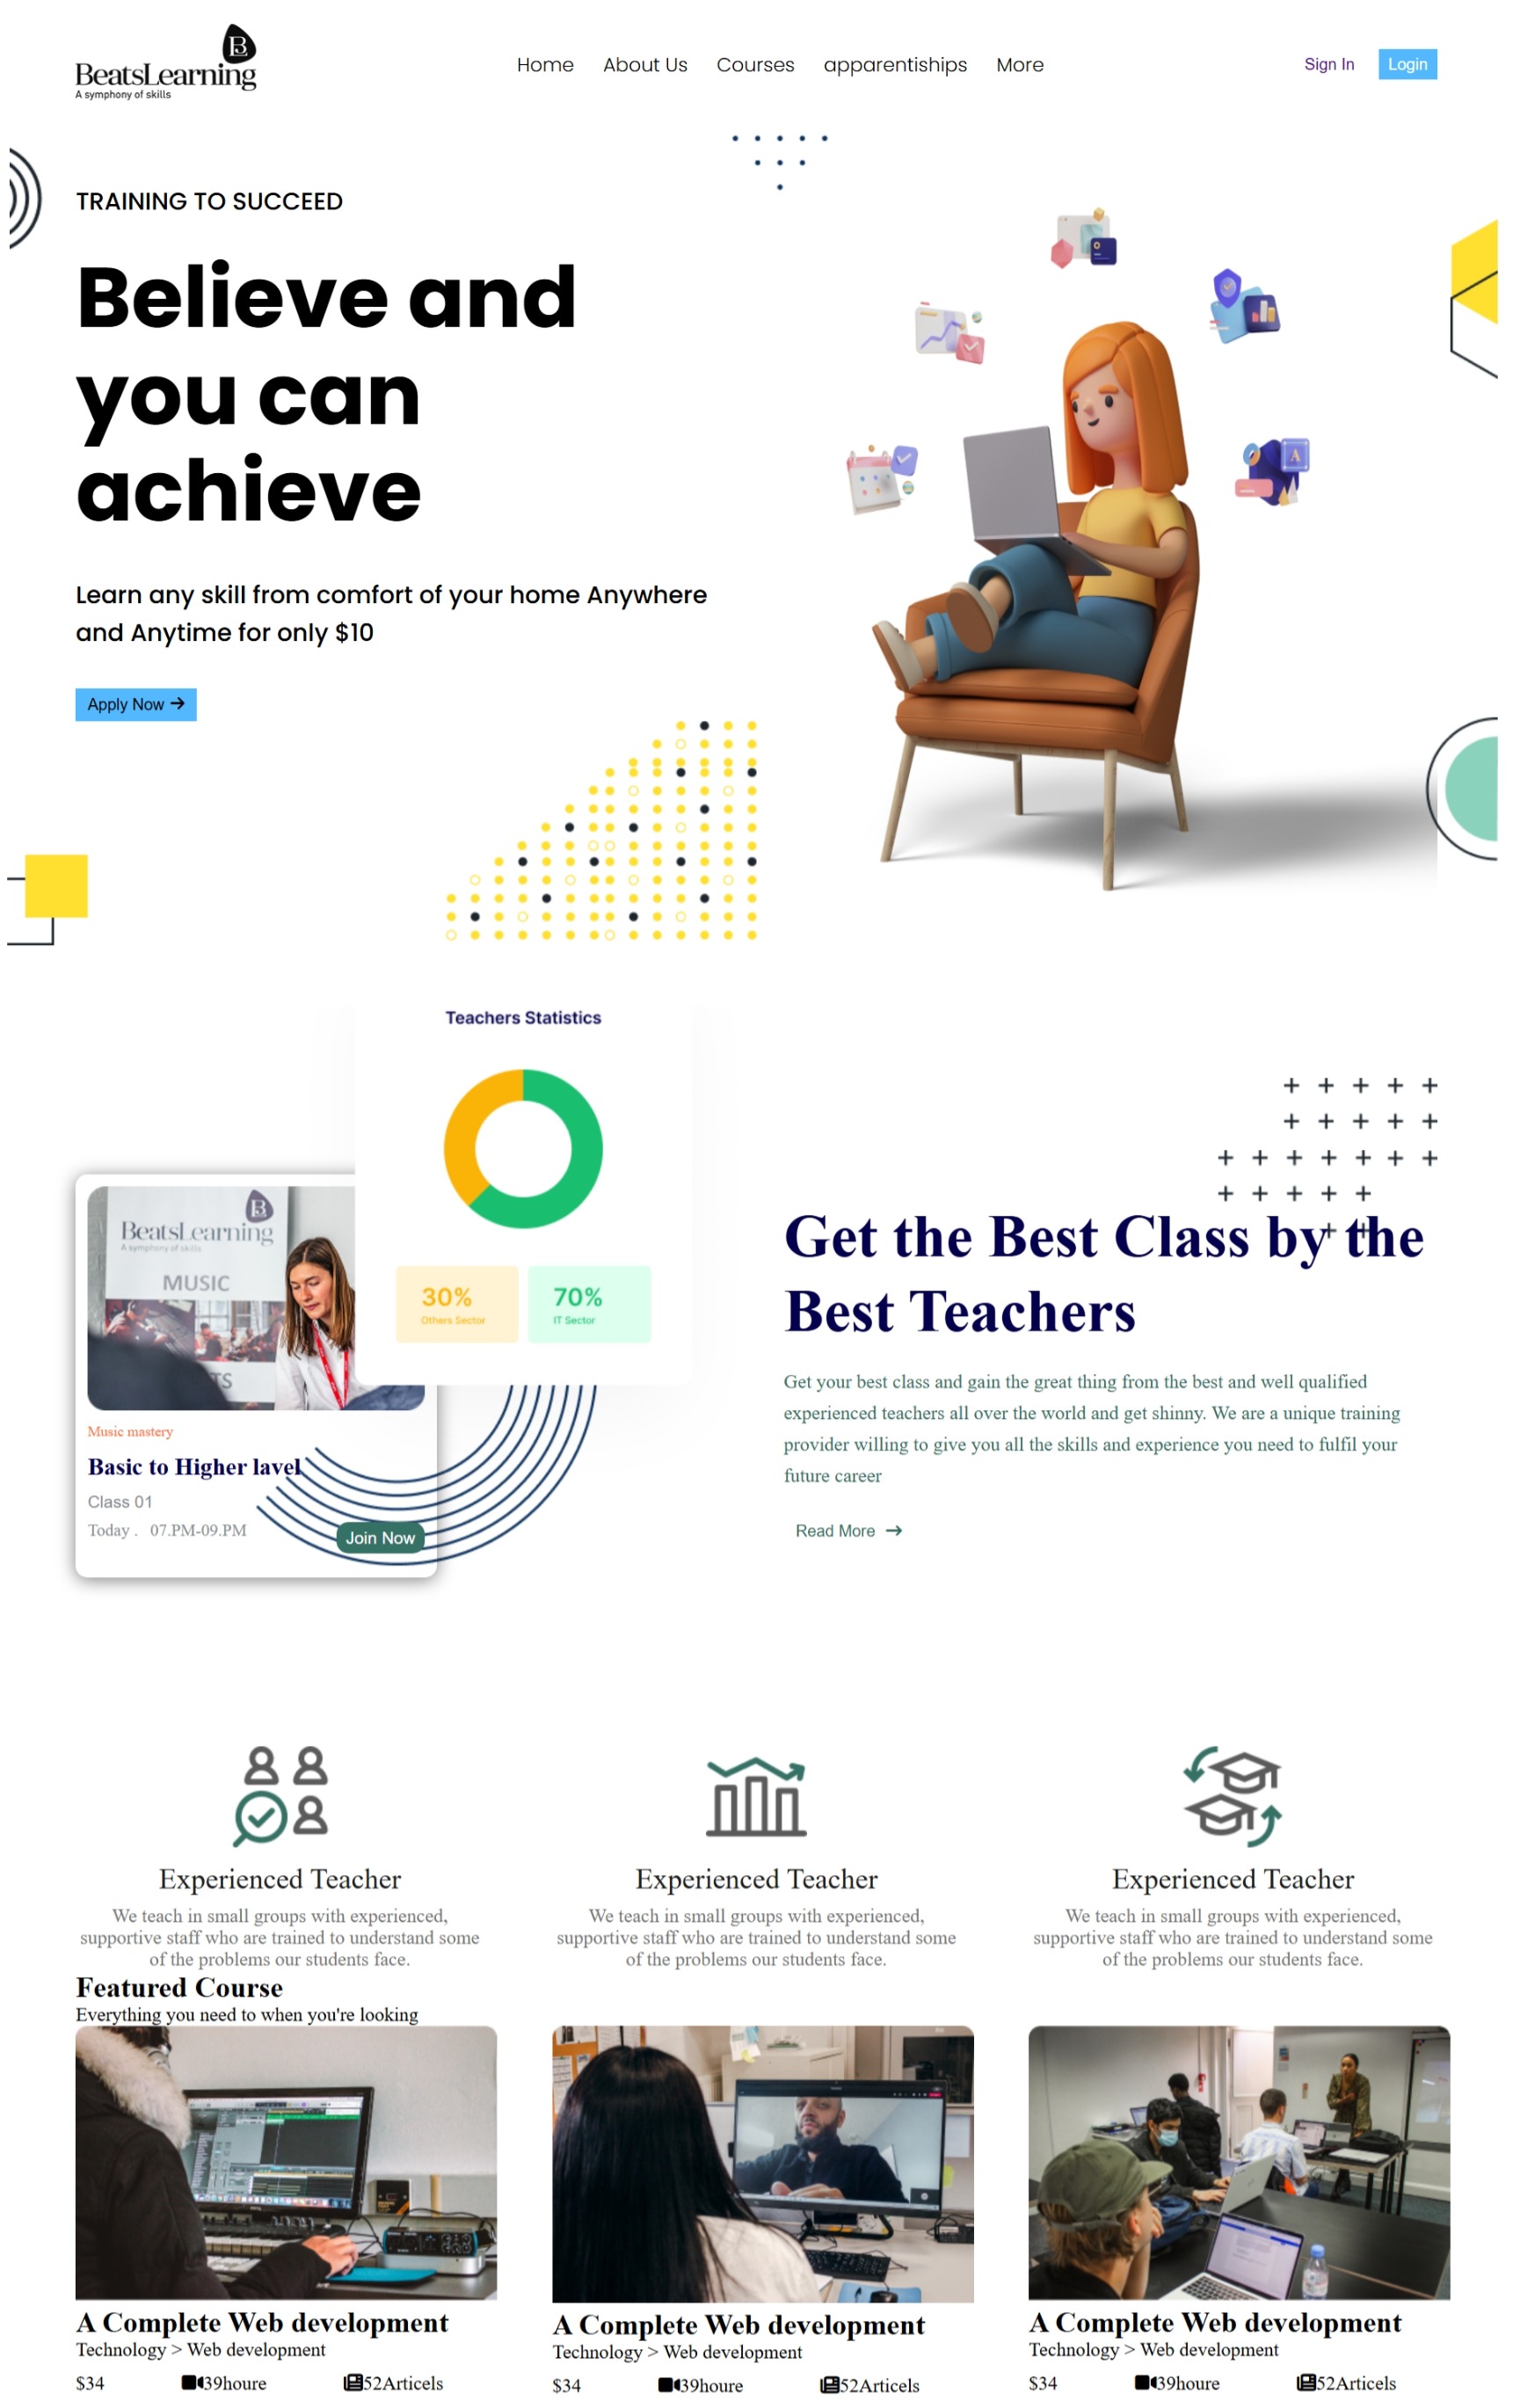 B
BeatsLearning
A symphony of skills
Home
About Us
Courses
apparentiships
More
Sign In
Login
TRAINING TO SUCCEED
Believe and
you can
achieve
Learn any skill from comfort of your home Anywhere
and Anytime for only $10
Apply Now
A
Teachers Statistics
30%
Others Sector
70%
IT Sector
B
BeatsLearning
A symphony of skills
MUSIC
TS
Music mastery
Basic to Higher lavel
Class 01
Today . 07.PM-09.PM
Join Now
Get the Best Class by the
Best Teachers
Get your best class and gain the great thing from the best and well qualified
experienced teachers all over the world and get shinny. We are a unique training
provider willing to give you all the skills and experience you need to fulfil your
future career
Read More
Experienced Teacher
We teach in small groups with experienced,
supportive staff who are trained to understand some
of the problems our students face.
Experienced Teacher
We teach in small groups with experienced,
supportive staff who are trained to understand some
of the problems our students face.
Experienced Teacher
We teach in small groups with experienced,
supportive staff who are trained to understand some
of the problems our students face.
Featured Course
Everything you need to when you're looking
A Complete Web development
Technology > Web development
$34 39houre 52Articels
A Complete Web development
Technology > Web development
$34 39houre 52Articels
A Complete Web development
Technology > Web development
$34 39houre 52Articels